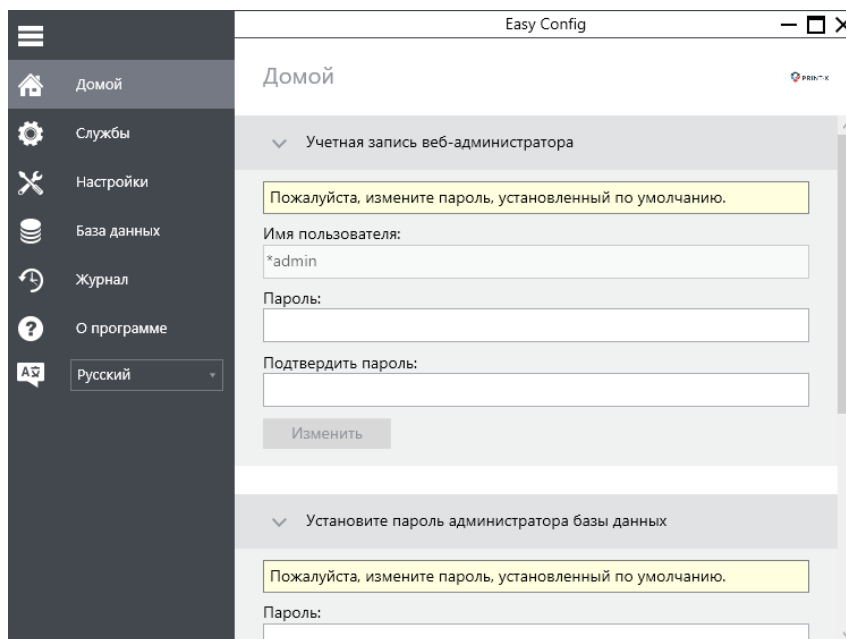 Easy Config
Домой
Службы
Настройки
База данных
Журнал
О программе
Русский
Домой
PRINT-X
Учетная запись веб-администратора
Пожалуйста, измените пароль, установленный по умолчанию.
Имя пользователя:
*admin
Пароль:
Подтвердить пароль:
Изменить
Установите пароль администратора базы данных
Пожалуйста, измените пароль, установленный по умолчанию.
Пароль: